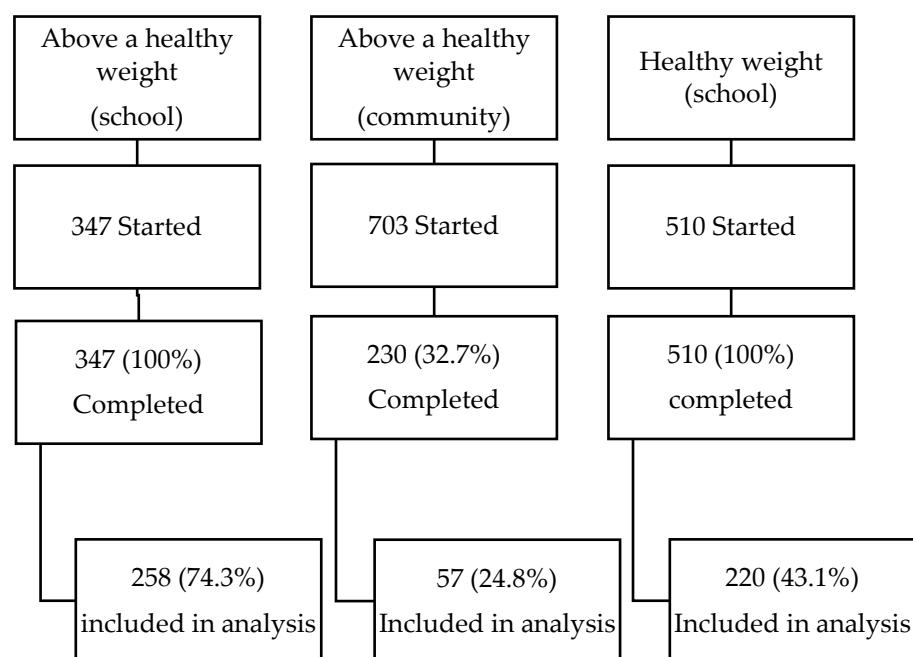 Above a healthy
weight
(school)
347 Started
347 (100%)
Completed
258 (74.3%)
included in analysis
Above a healthy
weight
(community)
703 Started
230 (32.7%)
Completed
57 (24.8%)
Included in analysis
Healthy weight
(school)
510 Started
510 (100%)
completed
220 (43.1%)
Included in analysis